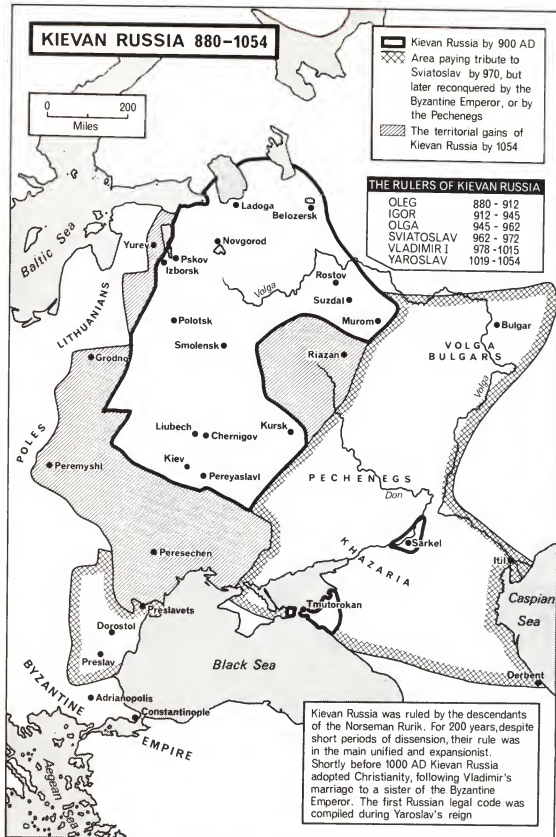 KIEVAN RUSSIA 880–1054
0 200
Miles
Kievan Russia by 900 AD
Area paying tribute to
Sviatoslav by 970, but
later reconquered by the
Byzantine Emperor, or by
the Pechenegs
The territorial gains of
Kievan Russia by 1054
THE RULERS OF KIEVAN RUSSIA
OLEG 880 - 912
IGOR 912 - 945
OLGA 945 - 962
SVIATOSLAV 962 - 972
VLADIMIR I 978 - 1015
YAROSLAV 1019 - 1054
Baltic Sea
Ladoga
Belozersk
Yurev
Novgorod
Pskov
Izborsk
Volga
Rostov
Suzdal
Murom
LITHUANIANS
Polotsk
Smolensk
Grodno
Riazan
Bulgar
VOLGA
BULGARS
Volga
POLES
Liubech
Chernigov
Kursk
Kiev
Pereyaslavl
Peremyshl
PECHENEGS
Don
Sarkel
KHAZARIA
Peresechen
Itil
Caspian
Sea
Preslavets
Tmutorokan
Dorostol
Preslav
Black Sea
Derbent
BYZANTINE
EMPIRE
Adrianopolis
Constantinople
Aegean
Sea
Kievan Russia was ruled by the descendants
of the Norseman Rurik. For 200 years, despite
short periods of dissension, their rule was
in the main unified and expansionist.
Shortly before 1000 AD Kievan Russia
adopted Christianity, following Vladimir's
marriage to a sister of the Byzantine
Emperor. The first Russian legal code was
compiled during Yaroslav's reign